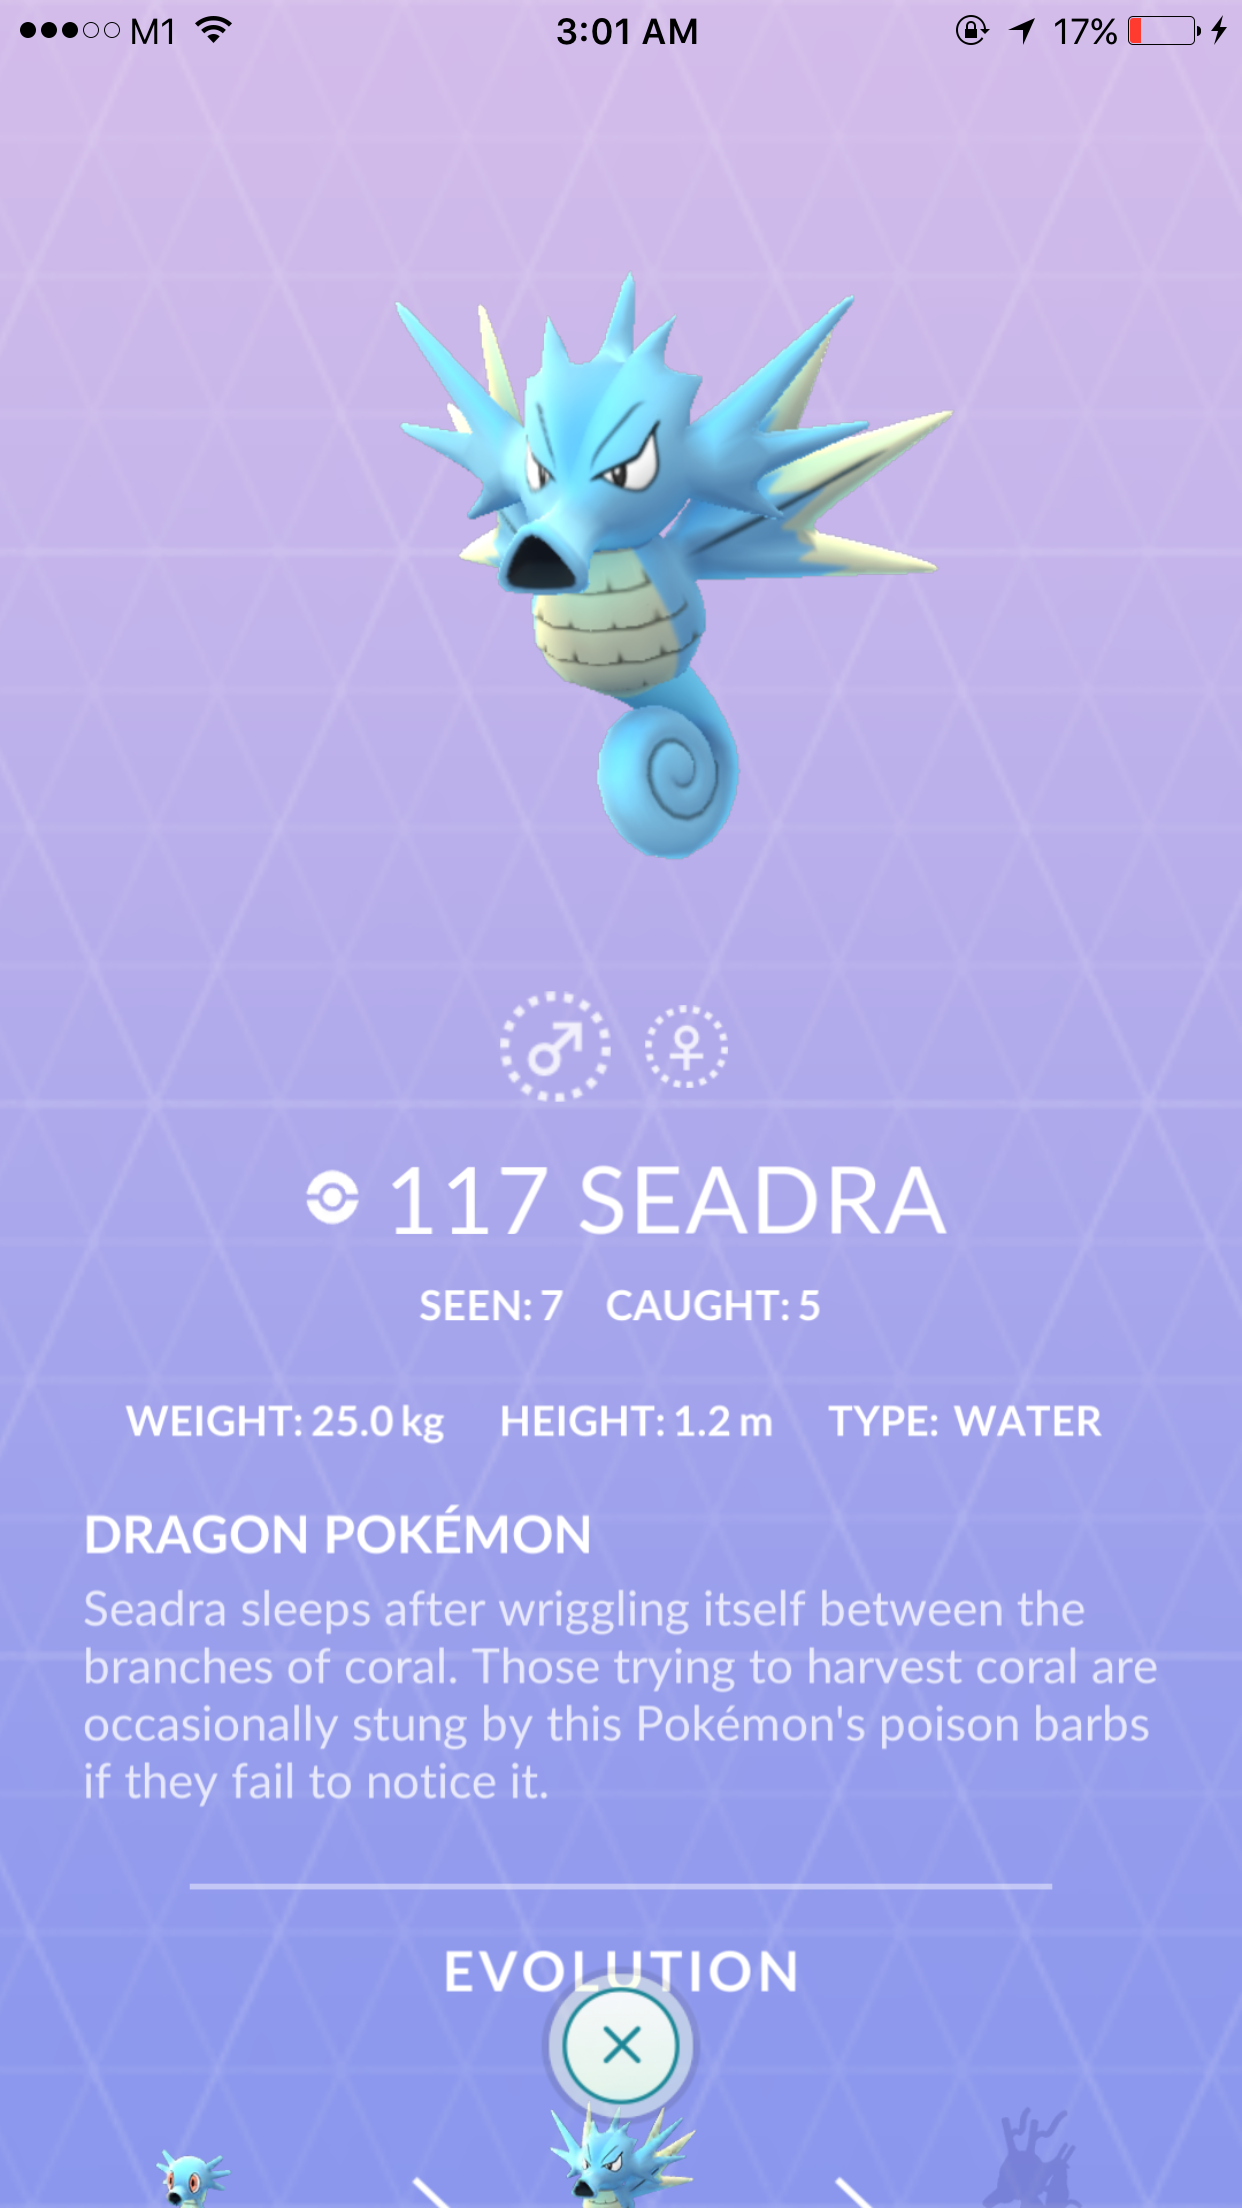 M1 3:01 AM 17%
117 SEADRA
SEEN: 7 CAUGHT: 5
WEIGHT: 25.0 kg HEIGHT: 1.2 m TYPE: WATER
DRAGON POKÉMON
Seadra sleeps after wriggling itself between the
branches of coral. Those trying to harvest coral are
occasionally stung by this Pokémon's poison barbs
if they fail to notice it.
EVOLUTION